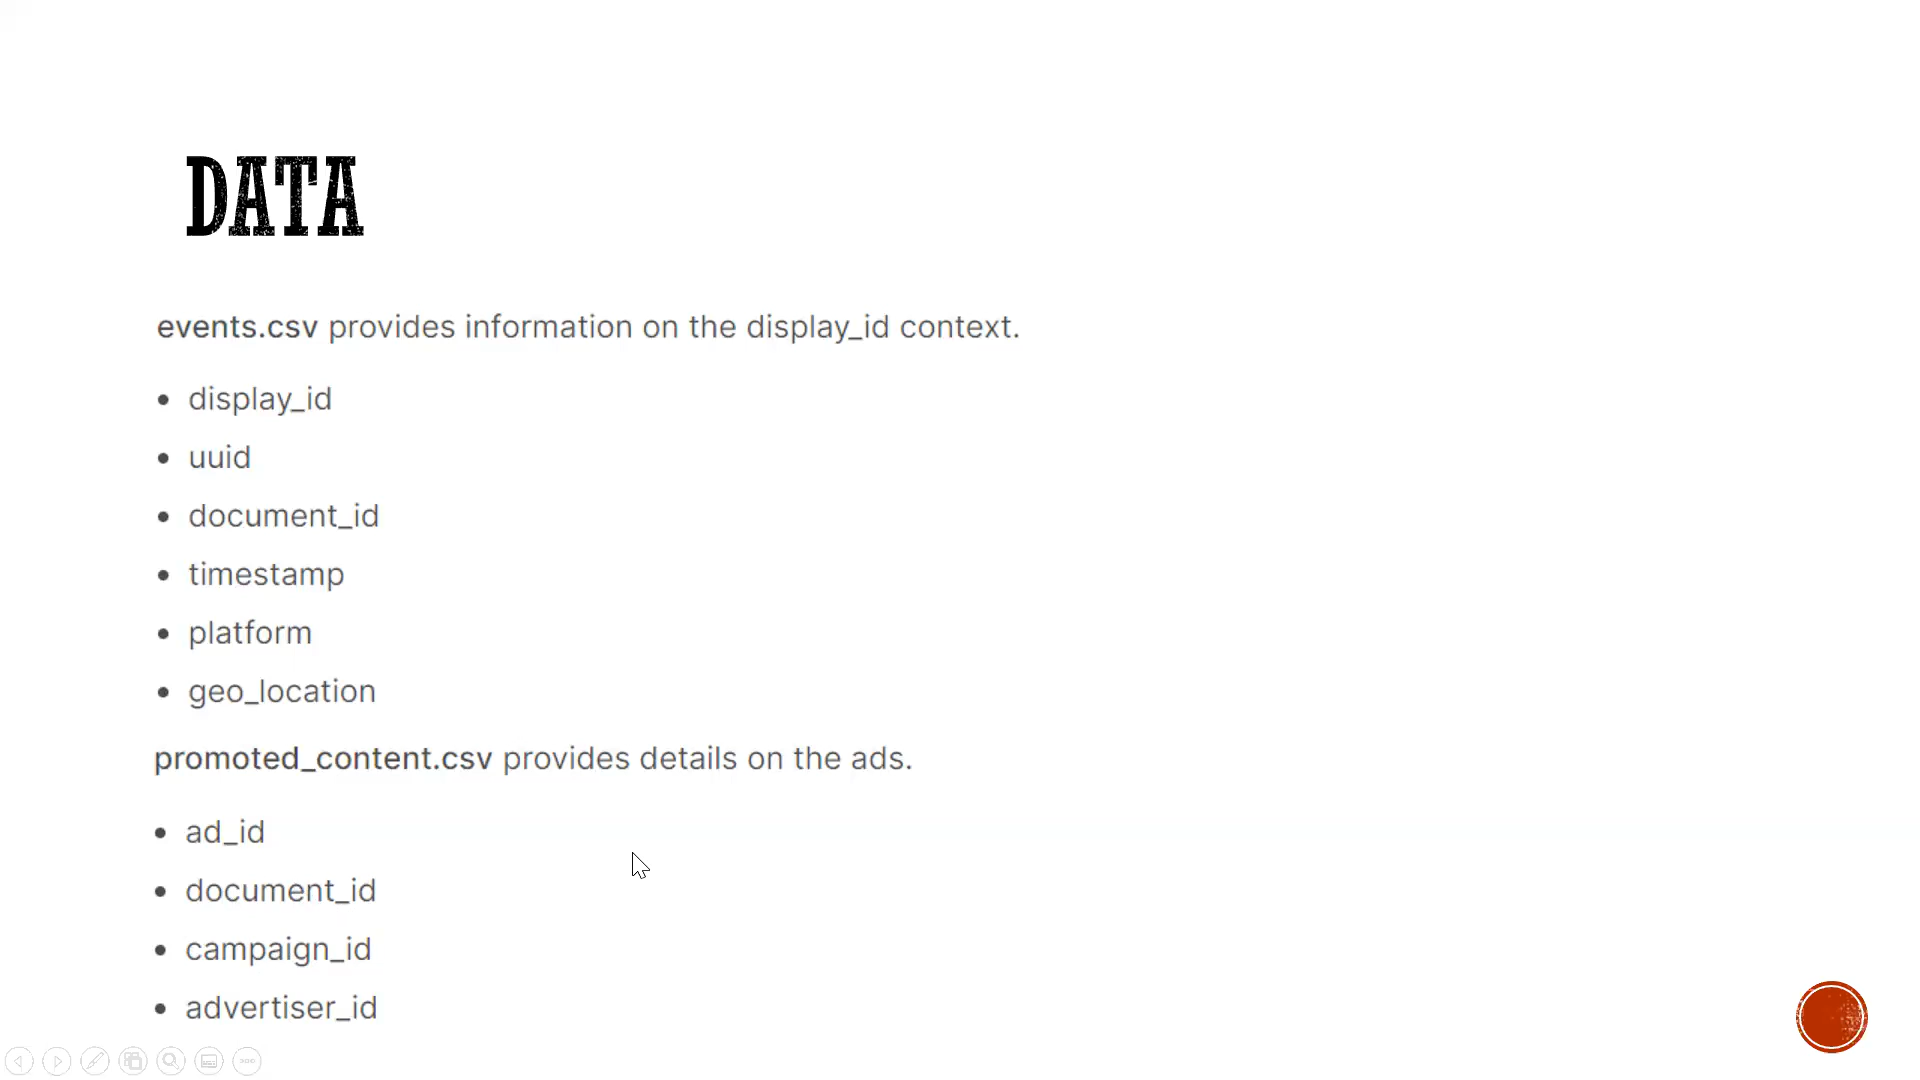 DATA
events.csv provides information on the display_id context.
• display_id
• uuid
• document_id
• timestamp
• platform
• geo_location
promoted_content.csv provides details on the ads.
• ad_id
• document_id
• campaign_id
• advertiser_id